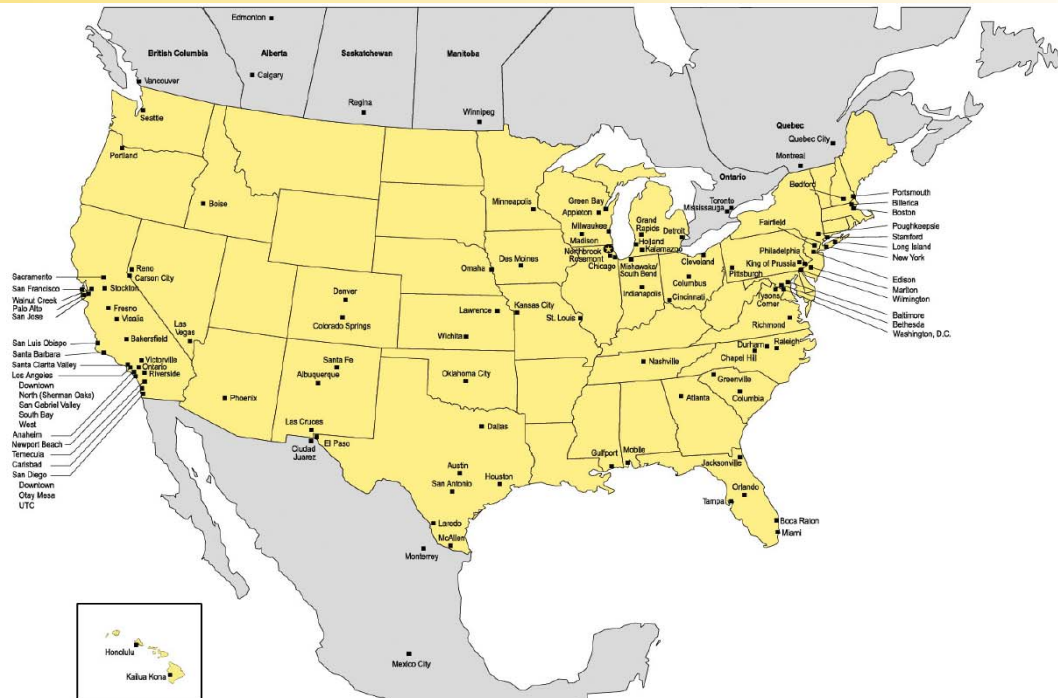 Edmonton
British Columbia
Alberta
Saskatchewan
Manitoba
Vancouver
Calgary
Regina
Winnipeg
Quebec
Quebec City
Montreal
Ontario
Toronto
Mississauga
Seattle
Portland
Boise
Minneapolis
Green Bay
Appleton
Milwaukee
Madison
Northbrook
Rosemont
Chicago
Grand
Rapids
Holland
Kalamazoo
Detroit
Mishawaka/
South Bend
Indianapolis
Cleveland
Columbus
Cincinnati
Pittsburgh
Bedford
Fairfield
Philadelphia
King of Prussia
Tysons
Corner
Richmond
Portsmouth
Billerica
Boston
Poughkeepsie
Stamford
Long Island
New York
Edison
Marlton
Wilmington
Baltimore
Bethesda
Washington, D.C.
Reno
Carson City
Sacramento
San Francisco
Stockton
Walnut Creek
Palo Alto
San Jose
Fresno
Visalia
Las
Vegas
San Luis Obispo
Bakersfield
Santa Barbara
Victorville
Santa Clarita Valley
Ontario
Los Angeles
Riverside
Downtown
North (Sherman Oaks)
San Gabriel Valley
South Bay
West
Anaheim
Newport Beach
Temecula
Carlsbad
San Diego
Downtown
Otay Mesa
UTC
Omaha
Des Moines
Denver
Colorado Springs
Lawrence
Kansas City
St. Louis
Wichita
Santa Fe
Albuquerque
Oklahoma City
Phoenix
Las Cruces
El Paso
Ciudad
Juarez
Dallas
Austin
San Antonio
Houston
Laredo
McAllen
Monterrey
Mexico City
Nashville
Durham
Raleigh
Chapel Hill
Greenville
Columbia
Atlanta
Gulfport
Mobile
Jacksonville
Orlando
Tampa
Boca Raton
Miami
Honolulu
Kailua Kona